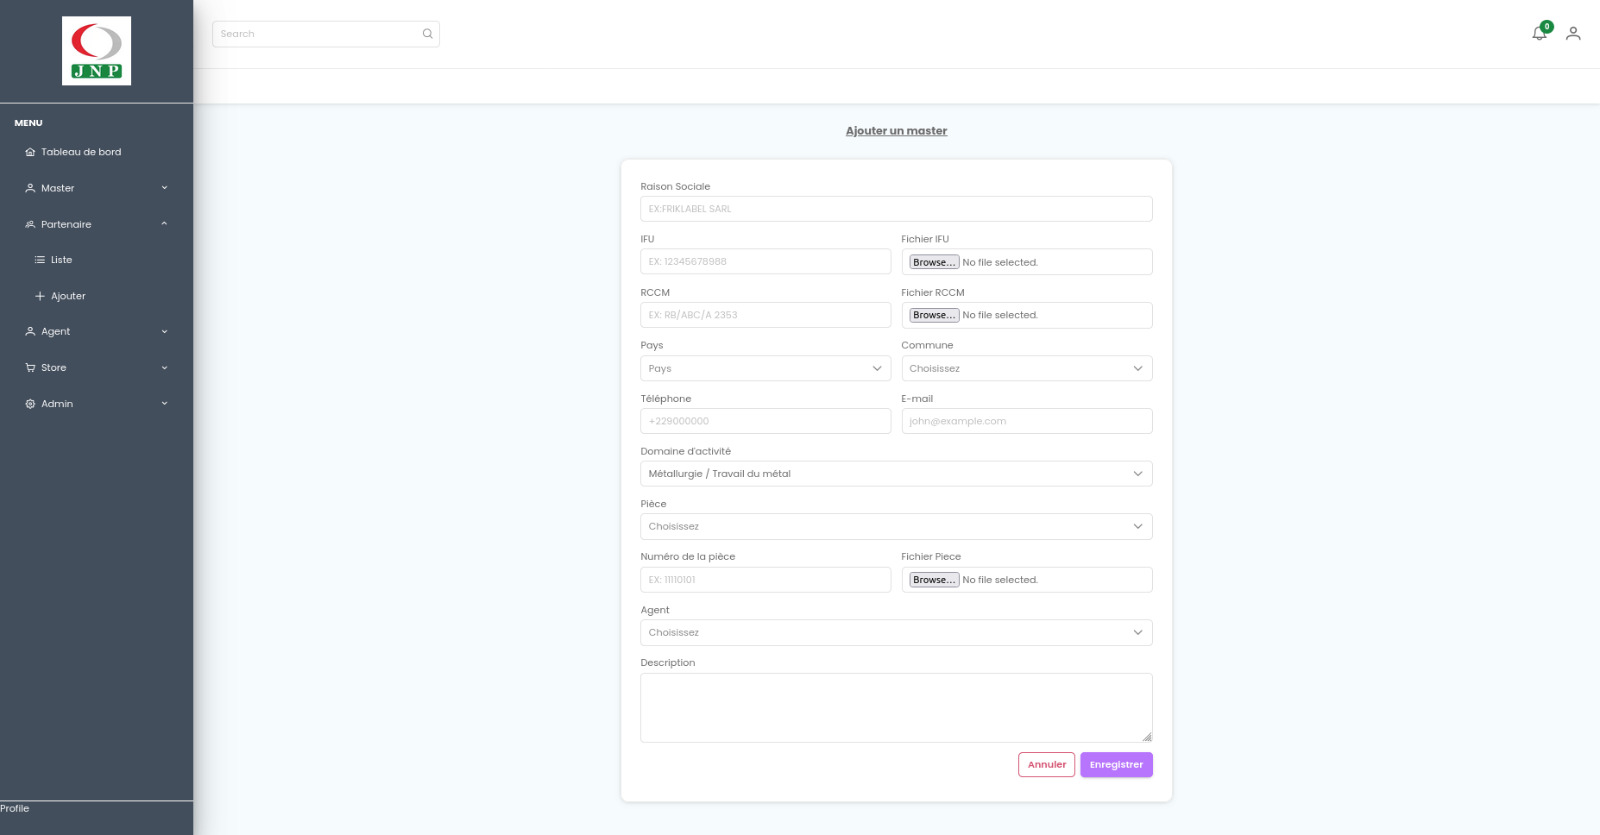 JNP
Search
0
MENU
Tableau de bord
Master
Partenaire
Liste
Ajouter
Agent
Store
Admin
Profile
Ajouter un master
Raison Sociale
EX:FRIKLABEL SARL
IFU
Fichier IFU
EX: 12345678988
Browse... No file selected.
RCCM
Fichier RCCM
EX: RB/ABC/A 2353
Browse... No file selected.
Pays
Commune
Pays
Choisissez
Téléphone
E-mail
+229000000
john@example.com
Domaine d'activité
Métallurgie / Travail du métal
Pièce
Choisissez
Numéro de la pièce
Fichier Piece
EX: 11110101
Browse... No file selected.
Agent
Choisissez
Description
Annuler
Enregistrer